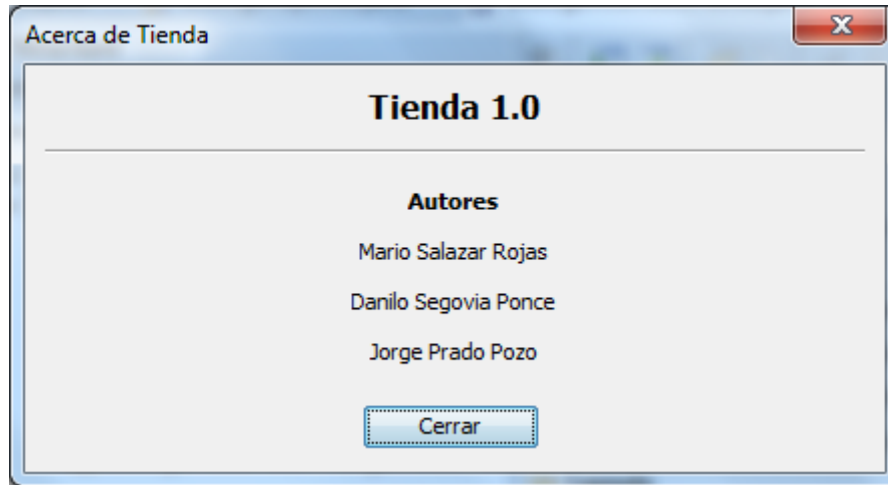 Acerca de Tienda
Tienda 1.0
Autores
Mario Salazar Rojas
Danilo Segovia Ponce
Jorge Prado Pozo
Cerrar